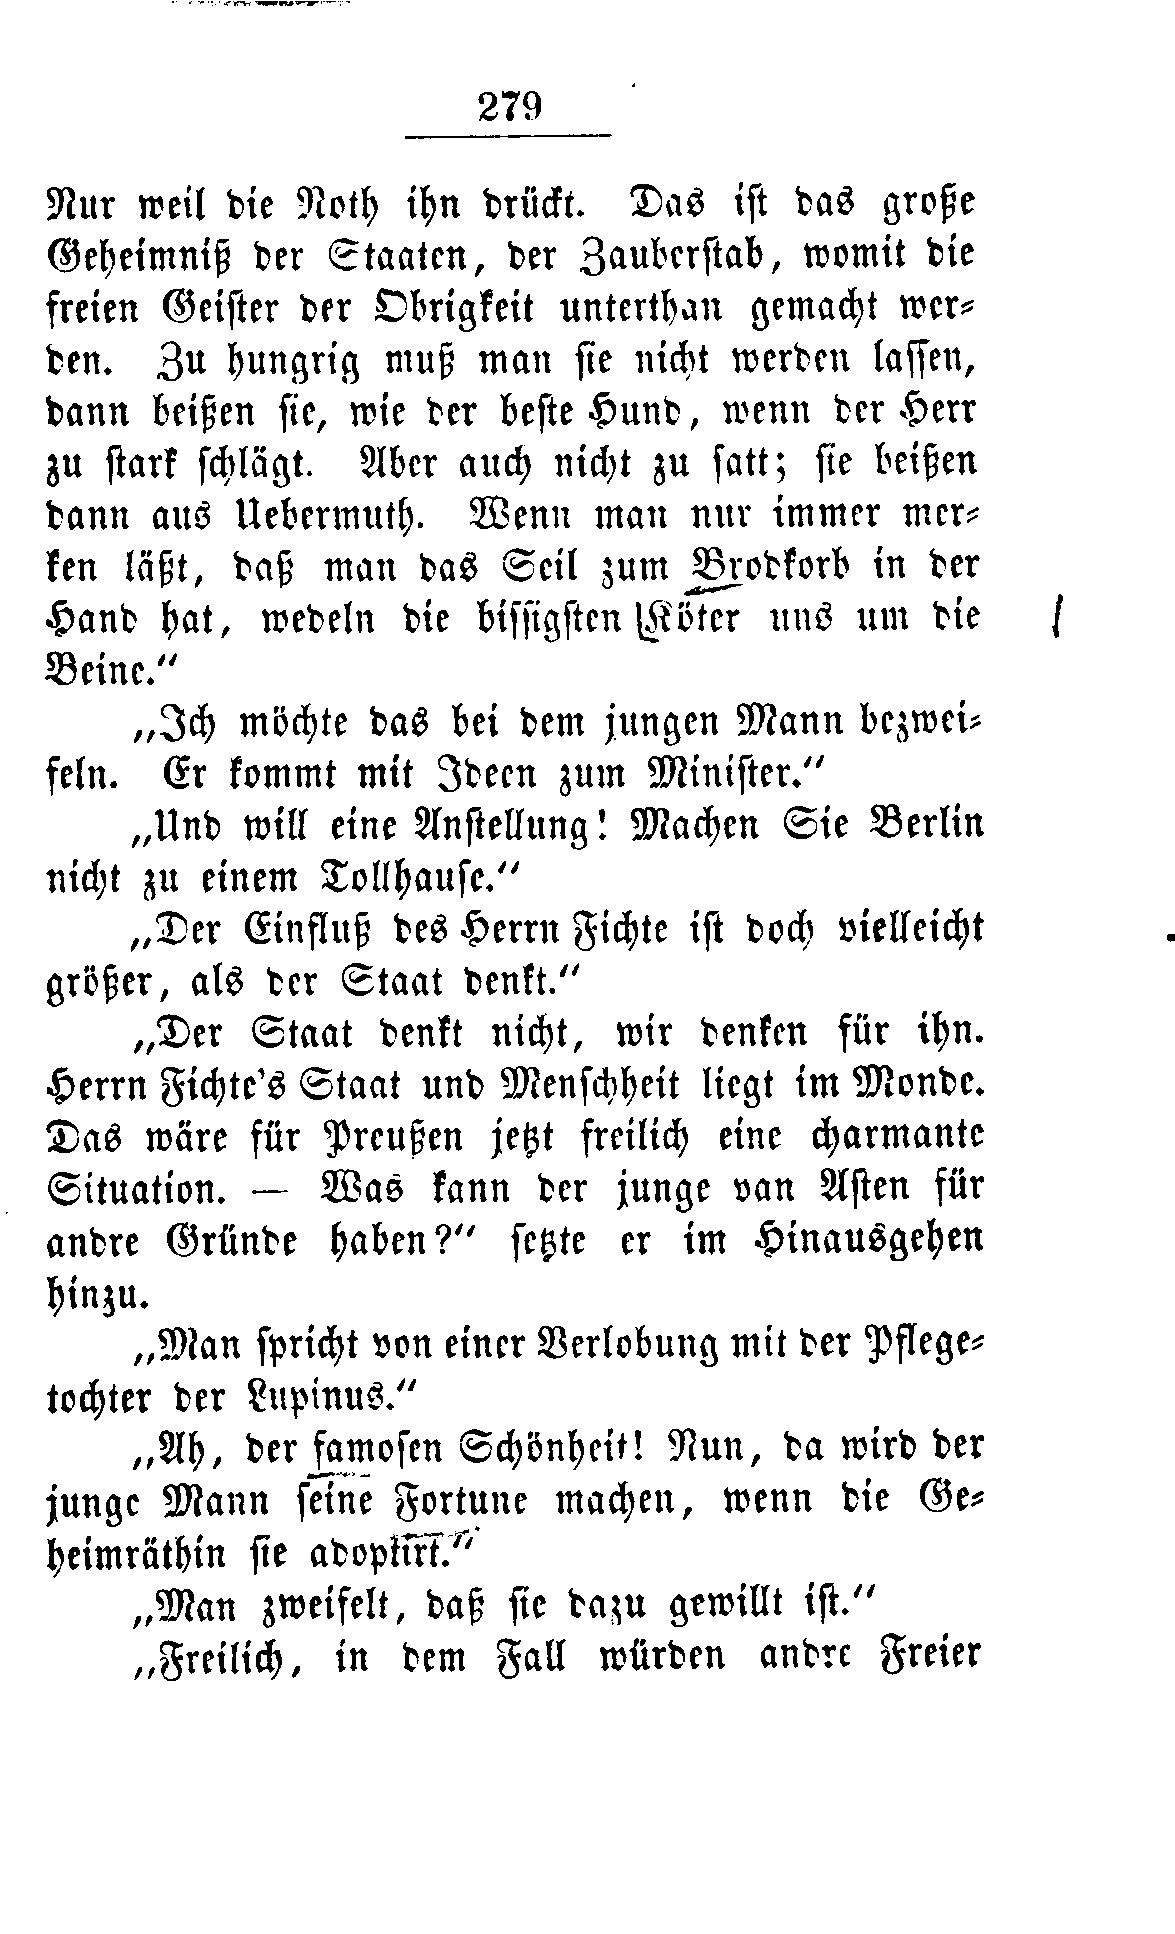 279
Nur weil die Noth ihn drückt. Das ist das große
Geheimniß der Staaten, der Zauberstab, womit die
freien Geister der Obrigkeit unterthan gemacht wer-
den. Zu hungrig muß man sie nicht werden lassen,
dann beißen sie, wie der beste Hund, wenn der Herr
zu stark schlägt. Aber auch nicht zu satt; sie beißen
dann aus Uebermuth. Wenn man nur immer mer-
ken läßt, daß man das Seil zum Brodkorb in der
Hand hat, wedeln die bissigsten Köter uns um die
Beine.“
„Ich möchte das bei dem jungen Mann bezwei-
feln. Er kommt mit Ideen zum Minister.“
„Und will eine Anstellung! Machen Sie Berlin
nicht zu einem Tollhause.“
„Der Einfluß des Herrn Fichte ist doch vielleicht
größer, als der Staat denkt.“
„Der Staat denkt nicht, wir denken für ihn.
Herrn Fichte's Staat und Menschheit liegt im Monde.
Das wäre für Preußen jetzt freilich eine charmante
Situation. — Was kann der junge van Asten für
andre Gründe haben?“ setzte er im Hinausgehen
hinzu.
„Man spricht von einer Verlobung mit der Pflege-
tochter der Lupinus.“
„Ah, der famosen Schönheit! Nun, da wird der
junge Mann seine Fortune machen, wenn die Ge-
heimräthin sie adoptirt.“
„Man zweifelt, daß sie dazu gewillt ist.“
„Freilich, in dem Fall würden andre Freier